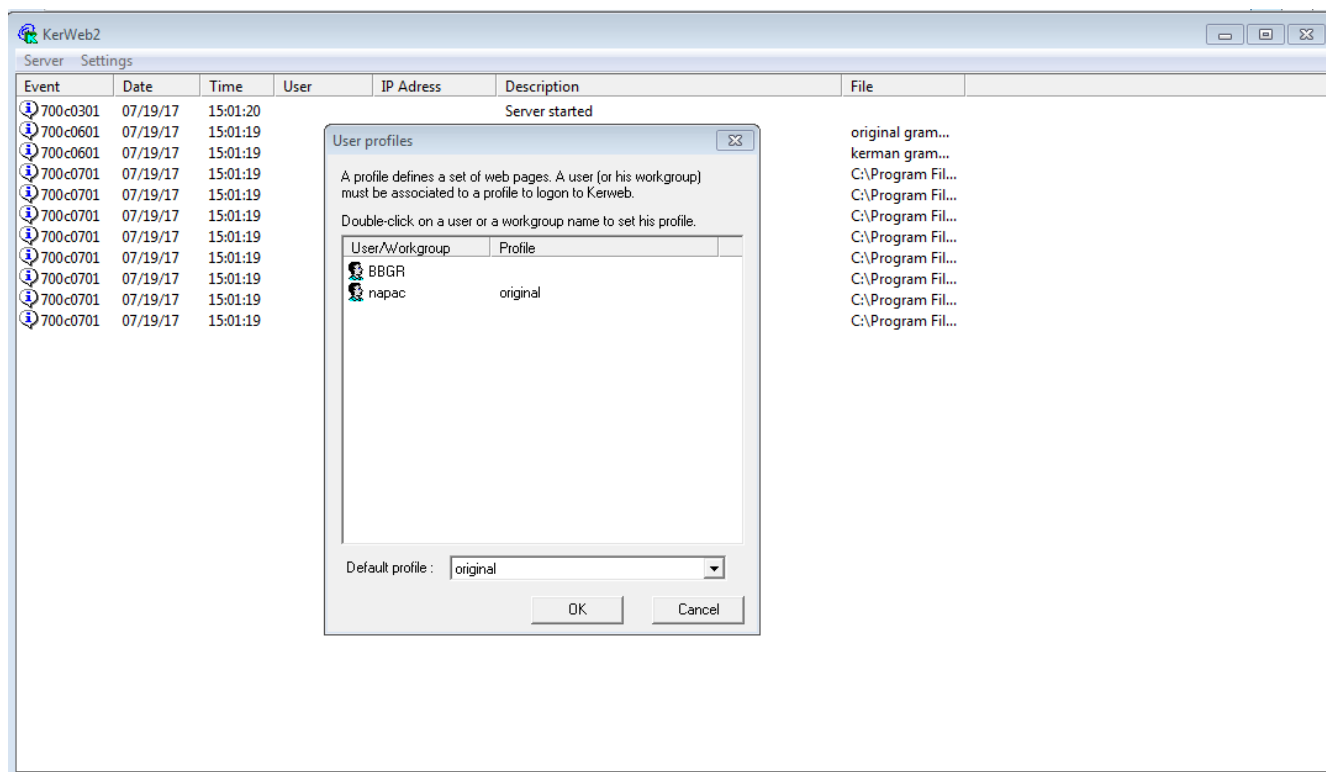 KerWeb2
Server Settings
Event Date Time User IP Adress Description File
700c0301 07/19/17 15:01:20 Server started
700c0601 07/19/17 15:01:19 original gram...
700c0601 07/19/17 15:01:19 kerman gram...
700c0701 07/19/17 15:01:19 C:\Program Fil...
700c0701 07/19/17 15:01:19 C:\Program Fil...
700c0701 07/19/17 15:01:19 C:\Program Fil...
700c0701 07/19/17 15:01:19 C:\Program Fil...
700c0701 07/19/17 15:01:19 C:\Program Fil...
700c0701 07/19/17 15:01:19 C:\Program Fil...
700c0701 07/19/17 15:01:19 C:\Program Fil...
700c0701 07/19/17 15:01:19 C:\Program Fil...
User profiles
A profile defines a set of web pages. A user (or his workgroup)
must be associated to a profile to logon to Kerweb.
Double-click on a user or a workgroup name to set his profile.
User/Workgroup Profile
BBGR
napac original
Default profile : original
OK Cancel